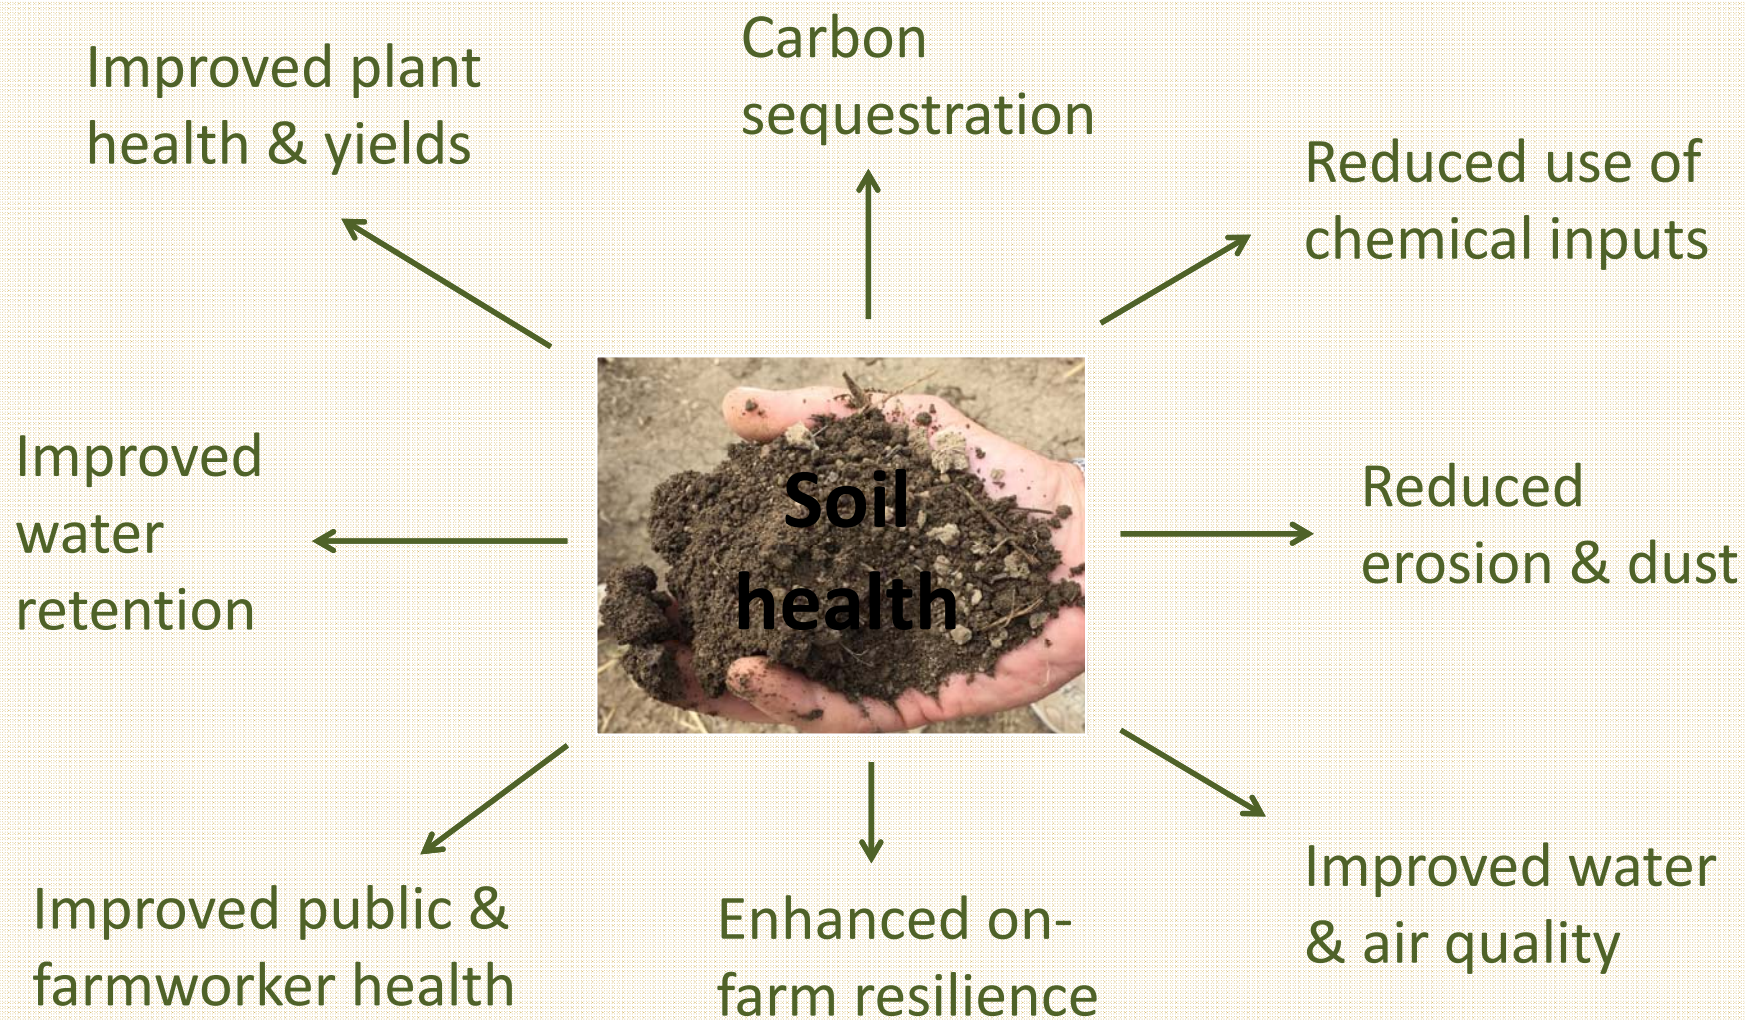 Improved plant
health & yields
Carbon
sequestration
Reduced use of
chemical inputs
Improved
water
retention
Soil
health
Reduced
erosion & dust
Improved public &
farmworker health
Enhanced on-
farm resilience
Improved water
& air quality